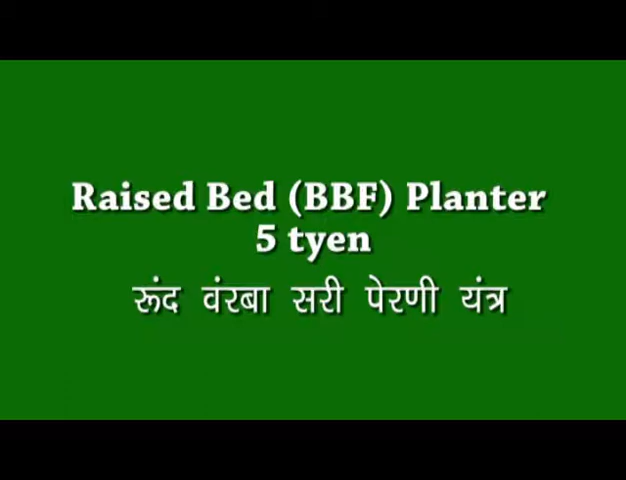 Raised Bed (BBF) Planter
5 tyen
रूंद वंरबा सरी पेरणी यंत्र